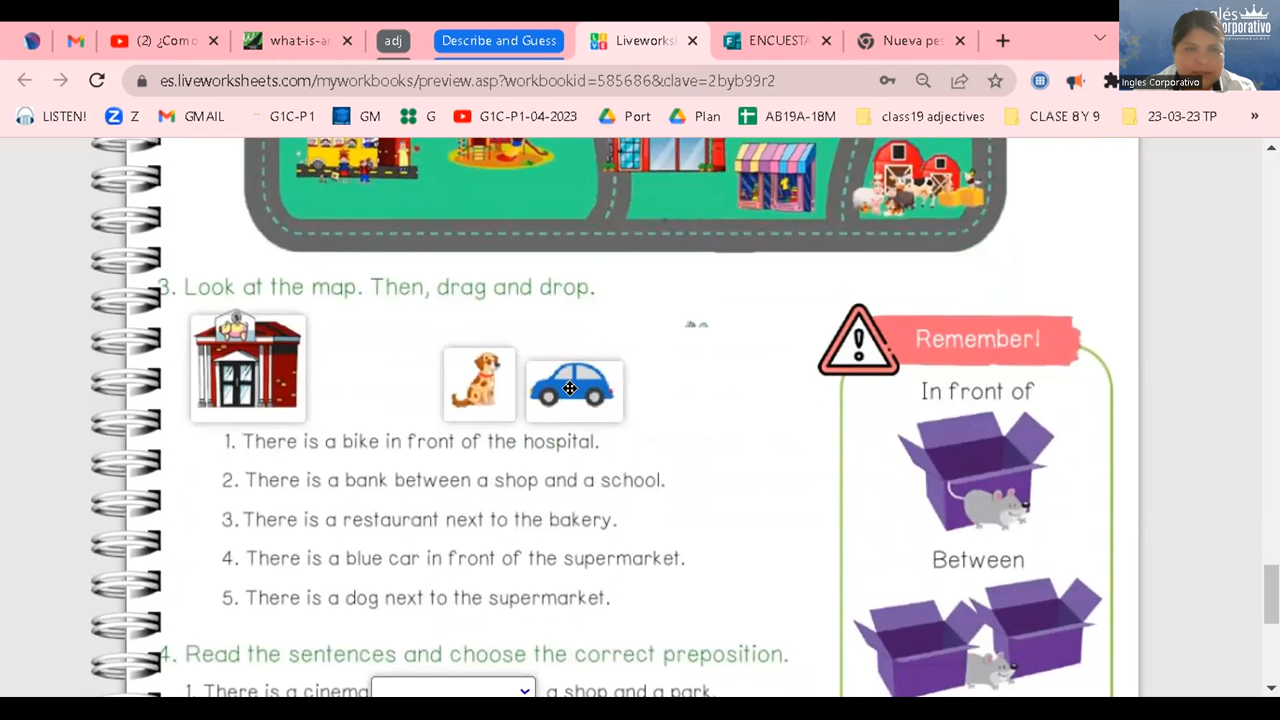 (2) ¿Com
what-is-ar
adj
Describe and Guess
Livework:
ENCUESTA
Nueva pes
es.liveworksheets.com/myworkbooks/preview.asp?workbookid=585686&clave=2byb99r2
Ingles Corporativo
LISTEN!
Z
GMAIL
G1C-P1
GM
G
G1C-P1-04-2023
Port
Plan
AB19A-18M
class19 adjectives
CLASE 8Y 9
23-03-23 TP
»
3. Look at the map. Then, drag and drop.
Remember!
In front of
1. There is a bike in front of the hospital.
2. There is a bank between a shop and a school.
3. There is a restaurant next to the bakery.
Between
4. There is a blue car in front of the supermarket.
5. There is a dog next to the supermarket.
4. Read the sentences and choose the correct preposition.
1. There is a cinema
a shop and a park.